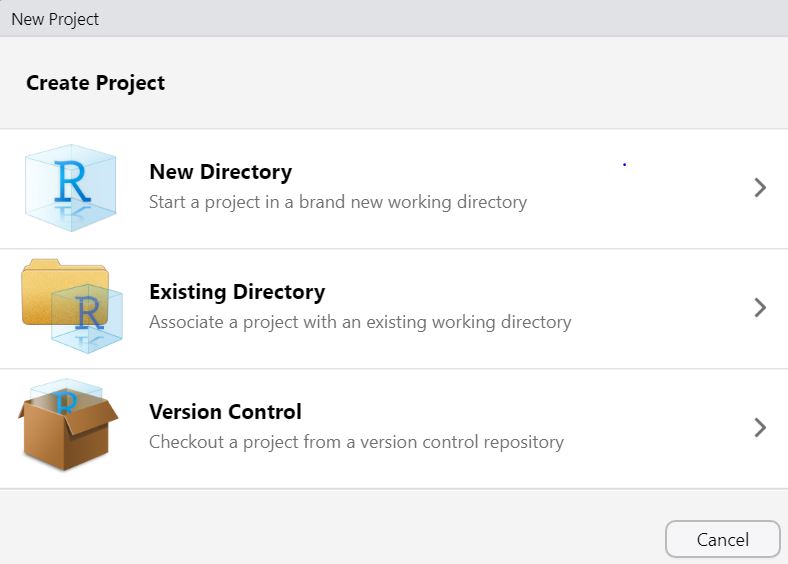 New Project
Create Project
R
New Directory
Start a project in a brand new working directory
R
Existing Directory
Associate a project with an existing working directory
R
Version Control
Checkout a project from a version control repository
Cancel